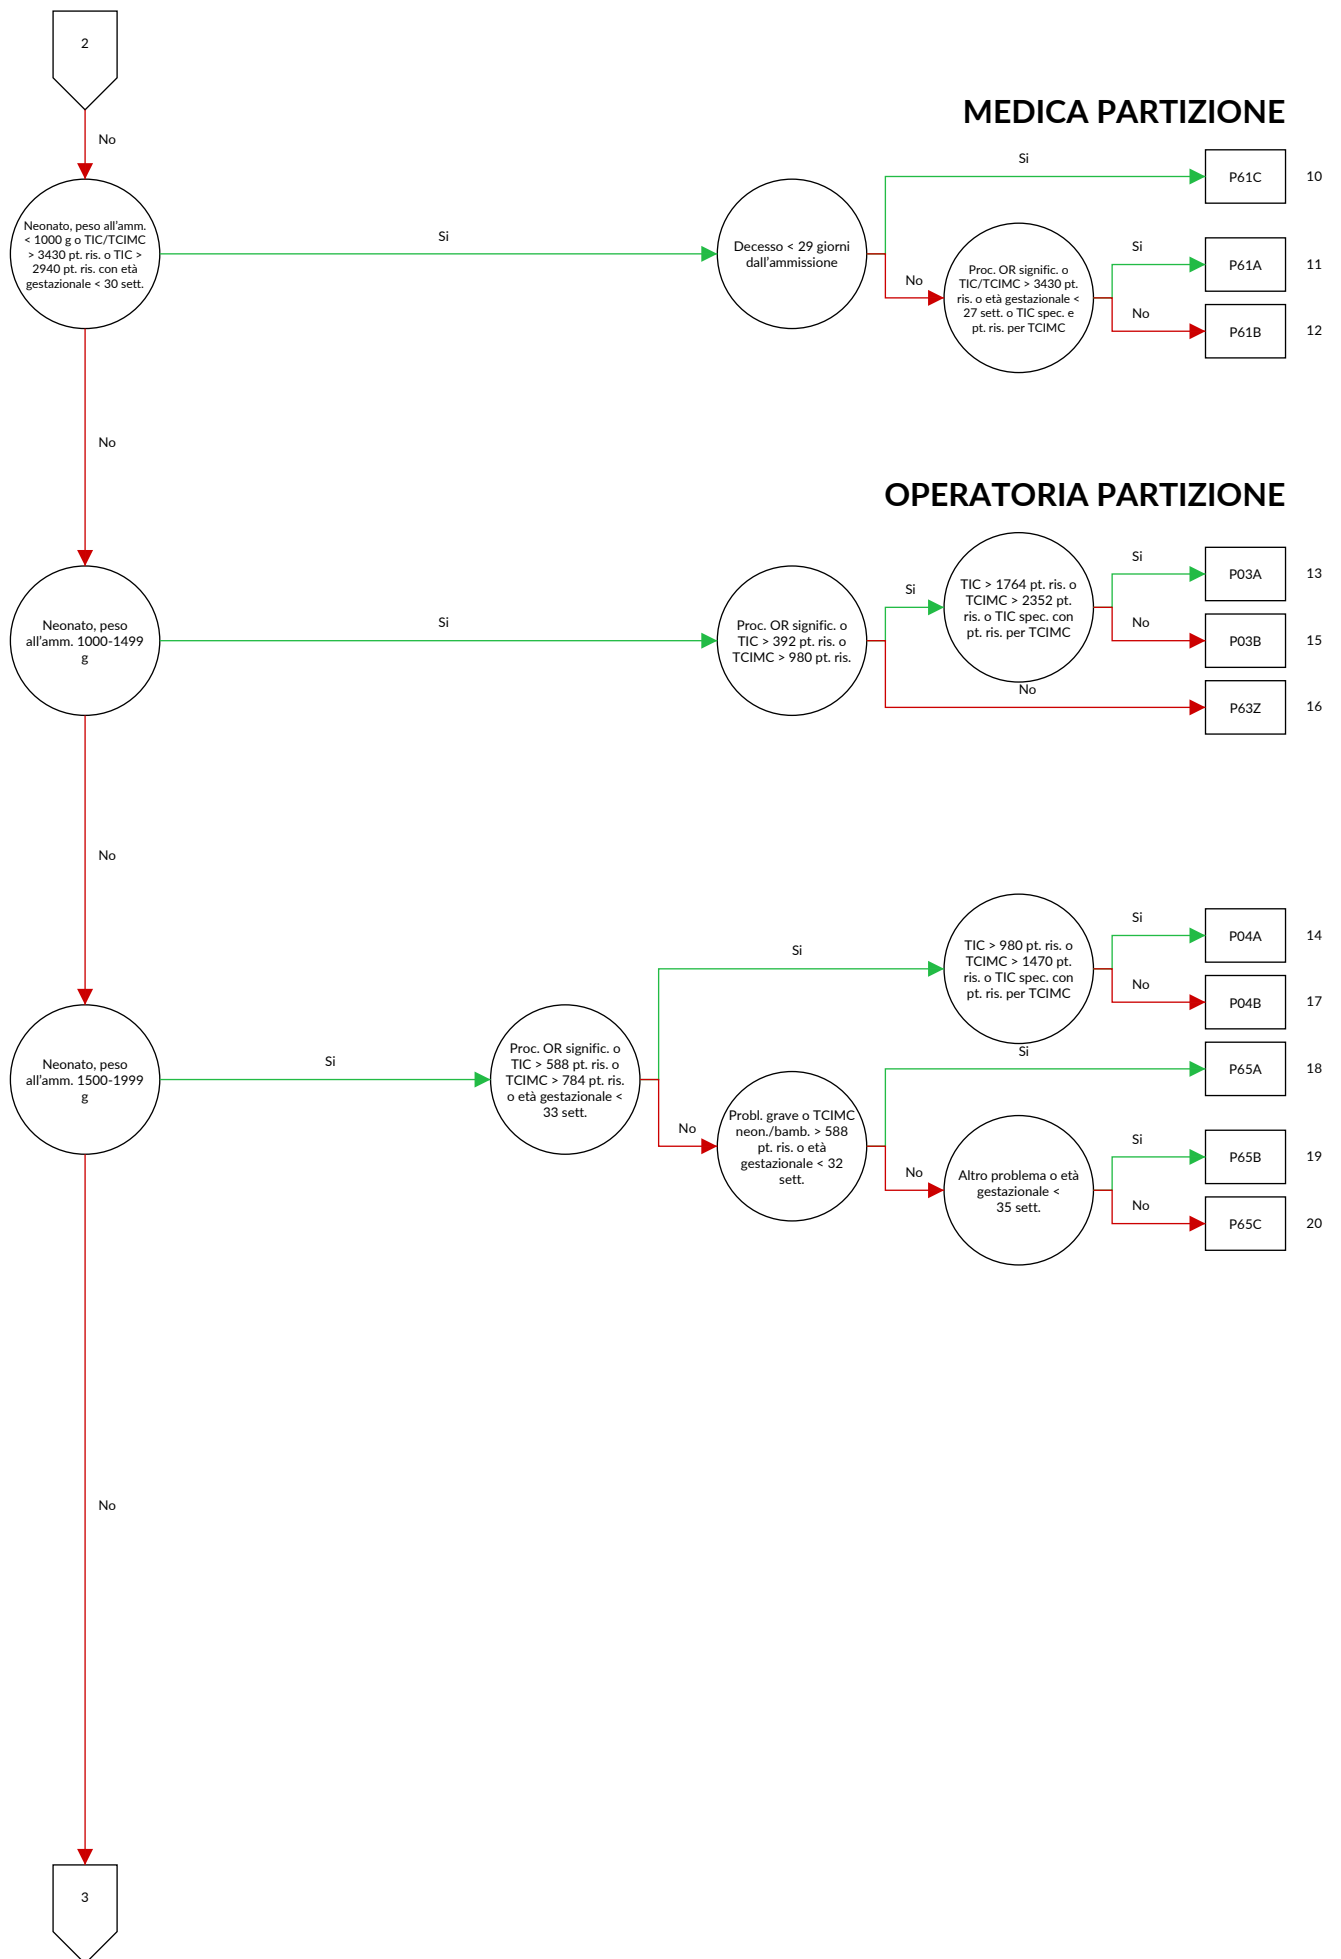 2
No
MEDICA PARTIZIONE
Neonato, peso all'amm.
< 1000 g o TIC/TCIMC
> 3430 pt. ris. o TIC >
2940 pt. ris. con età
gestazionale < 30 sett.
Si
Decesso < 29 giorni
dall'ammissione
Si
P61C
10
No
Proc. OR signific. o
TIC/TCIMC > 3430 pt.
ris. o età gestazionale <
27 sett. o TIC spec. e
pt. ris. per TCIMC
Si
P61A
11
No
P61B
12
No
OPERATORIA PARTIZIONE
Neonato, peso
all'amm. 1000-1499
g
Si
Proc. OR signific. o
TIC > 392 pt. ris. o
TCIMC > 980 pt. ris.
Si
TIC > 1764 pt. ris. o
TCIMC > 2352 pt.
ris. o TIC spec. con
pt. ris. per TCIMC
Si
P03A
13
No
P03B
15
No
P63Z
16
No
Neonato, peso
all'amm. 1500-1999
g
Si
Proc. OR signific. o
TIC > 588 pt. ris. o
TCIMC > 784 pt. ris.
o età gestazionale <
33 sett.
Si
TIC > 980 pt. ris. o
TCIMC > 1470 pt.
ris. o TIC spec. con
pt. ris. per TCIMC
Si
P04A
14
No
P04B
17
No
Probl. grave o TCIMC
neon./bamb. > 588
pt. ris. o età
gestazionale < 32
sett.
Si
P65A
18
No
Altro problema o età
gestazionale <
35 sett.
Si
P65B
19
No
P65C
20
No
3